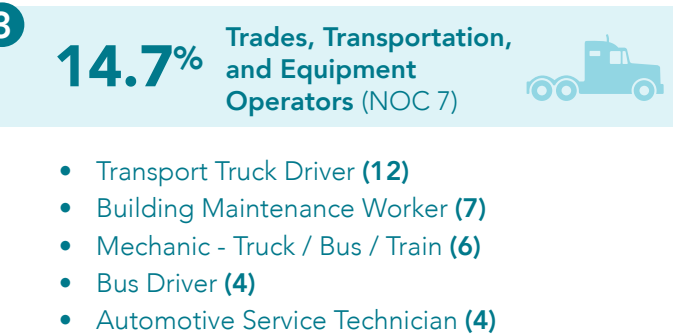 3
14.7% Trades, Transportation,
and Equipment
Operators (NOC 7)
• Transport Truck Driver (12)
• Building Maintenance Worker (7)
• Mechanic - Truck / Bus / Train (6)
• Bus Driver (4)
• Automotive Service Technician (4)